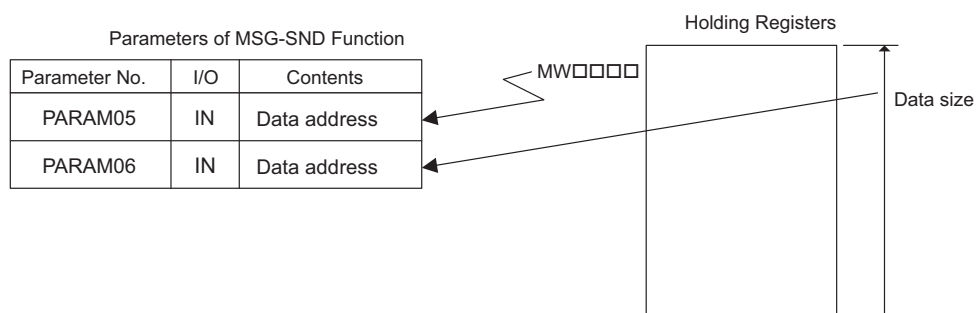 Holding Registers
Parameters of MSG-SND Function
Parameter No. I/O Contents
PARAM05 IN Data address
PARAM06 IN Data address
MW□□□□
Data size